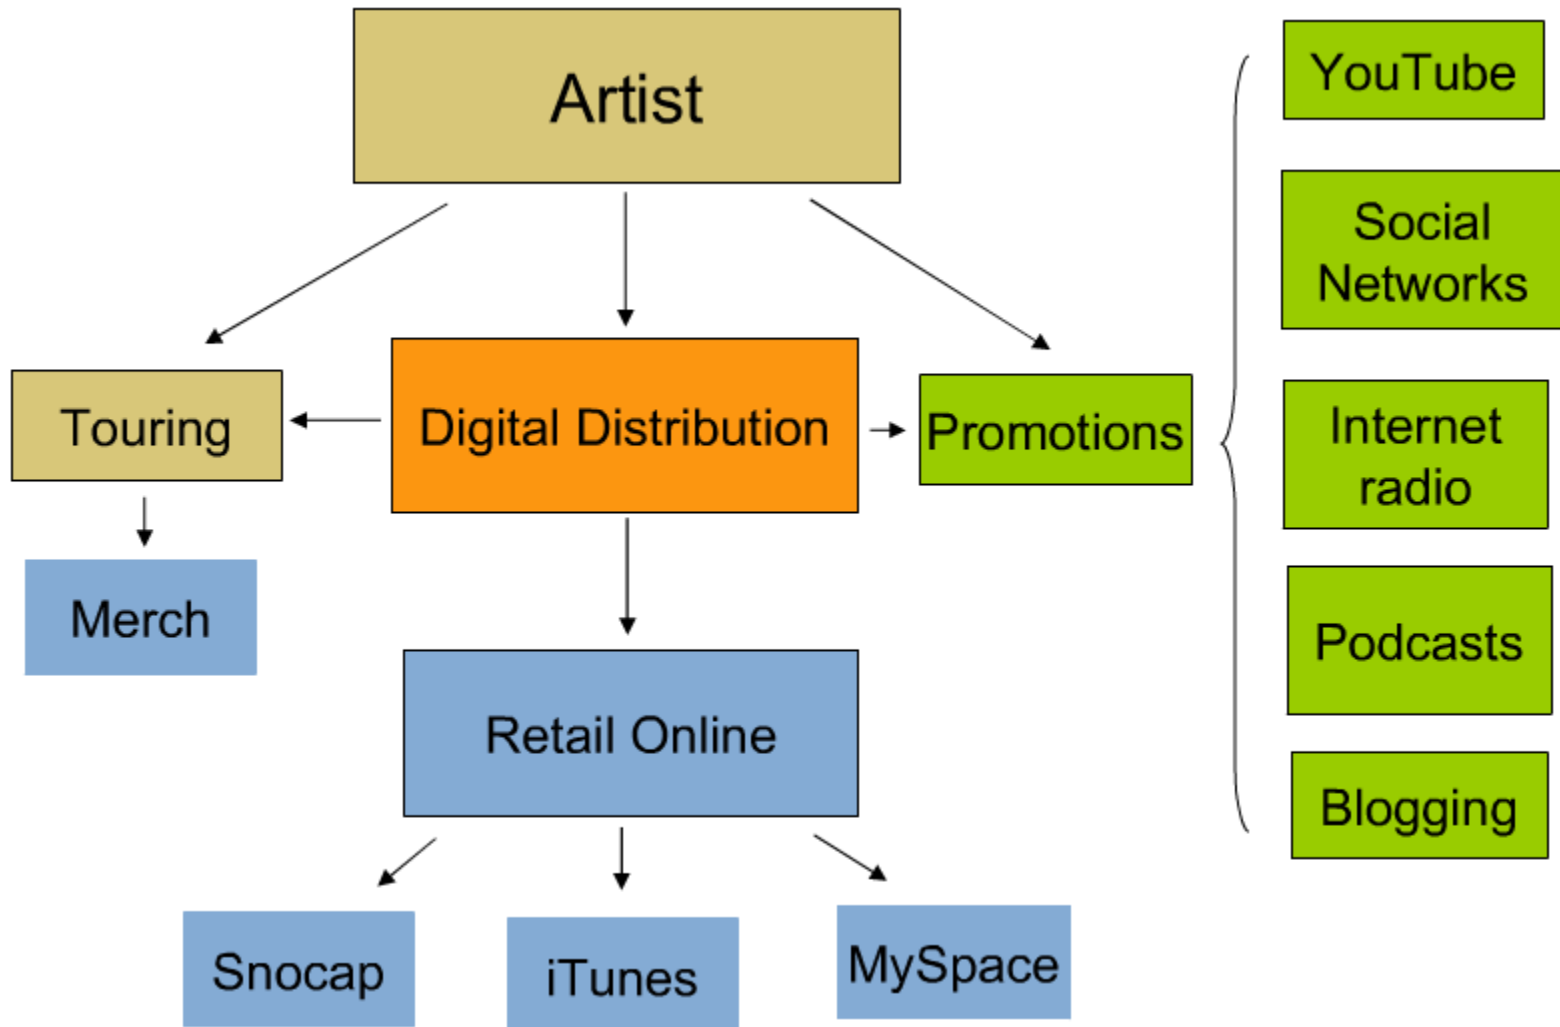 Artist
Touring
Digital Distribution
Promotions
Merch
Retail Online
Snocap
iTunes
MySpace
YouTube
Social
Networks
Internet
radio
Podcasts
Blogging